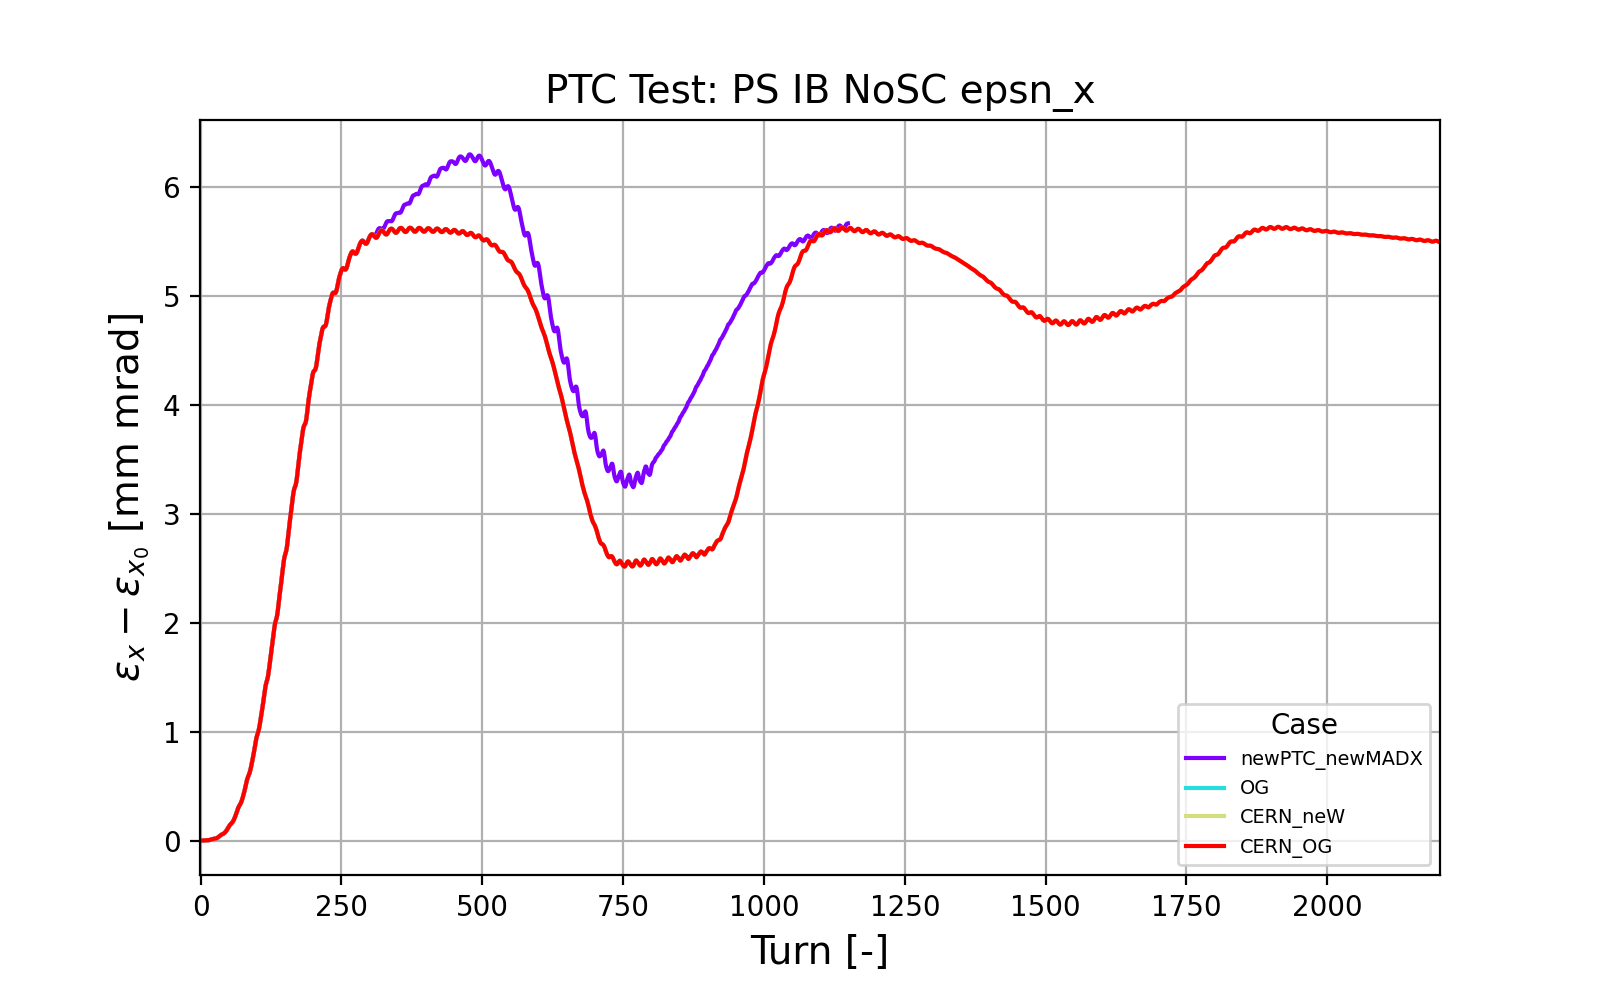 PTC Test: PS IB NoSC epsn_x
εx − εx0 [mm mrad]
6
5
4
3
2
1
0
Case
newPTC_newMADX
OG
CERN_neW
CERN_OG
0 250 500 750 1000 1250 1500 1750 2000
Turn [-]